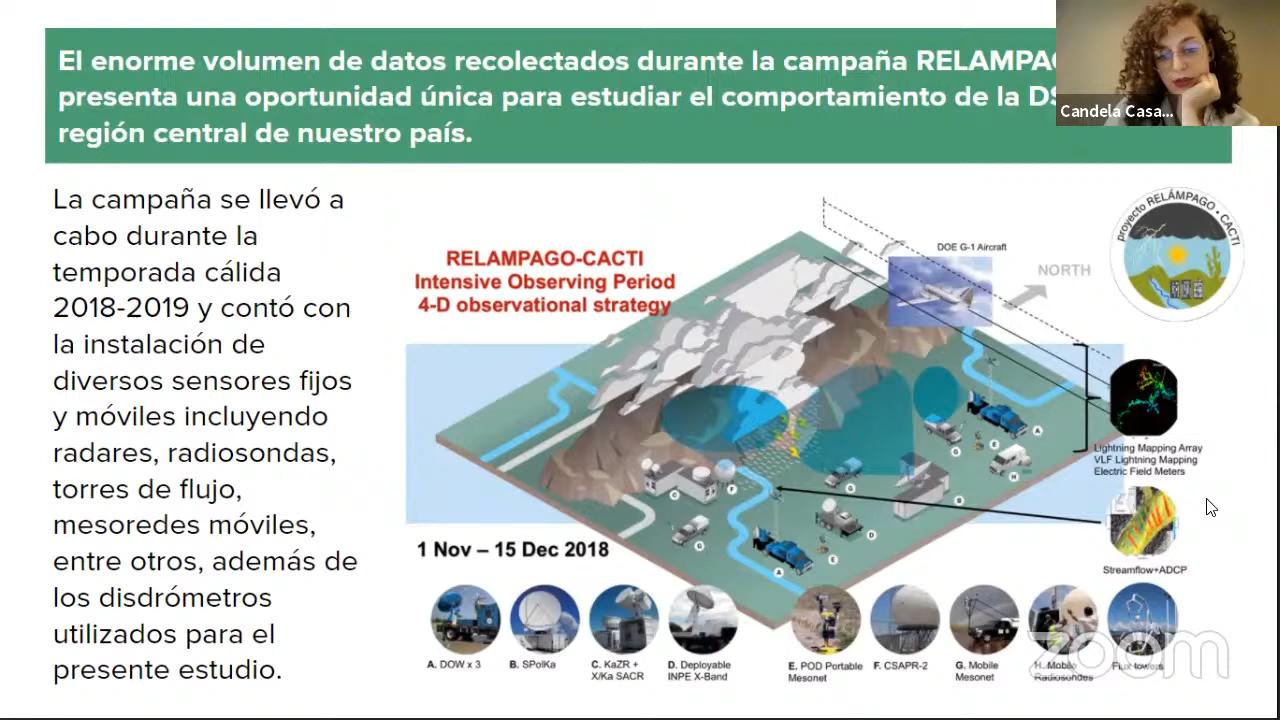 El enorme volumen de datos recolectados durante la campaña
presenta una oportunidad única para estudiar el comportamiento de la
región central de nuestro país.
Candela Casa...
La campaña se llevó a
cabo durante la
temporada cálida
2018-2019 y contó con
la instalación de
diversos sensores fijos
y móviles incluyendo
radares, radiosondas,
torres de flujo,
mesoredes móviles,
entre otros, además de
los disdrómetros
utilizados para el
presente estudio.
RELAMPAGO-CACTI
Intensive Observing Period
4-D observational strategy
DOE G-1 Aircraft
NORTH
proyecto RELÁMPAGO • CACTI
Lightning Mapping Array
VLF Lightning Mapping
Electric Field Meters
A
E
G
H
G
B
C
F
G
D
E
A
Streamflow+ADCP
1 Nov – 15 Dec 2018
A. DOW x 3
B. SPolKa
C. KaZR +
X/Ka SACR
D. Deployable
INPE X-Band
E. POD Portable
Mesonet
F. CSAPR-2
G. Mobile
Mesonet
H. Mobile
Radiosondes
Flux towers
zoom